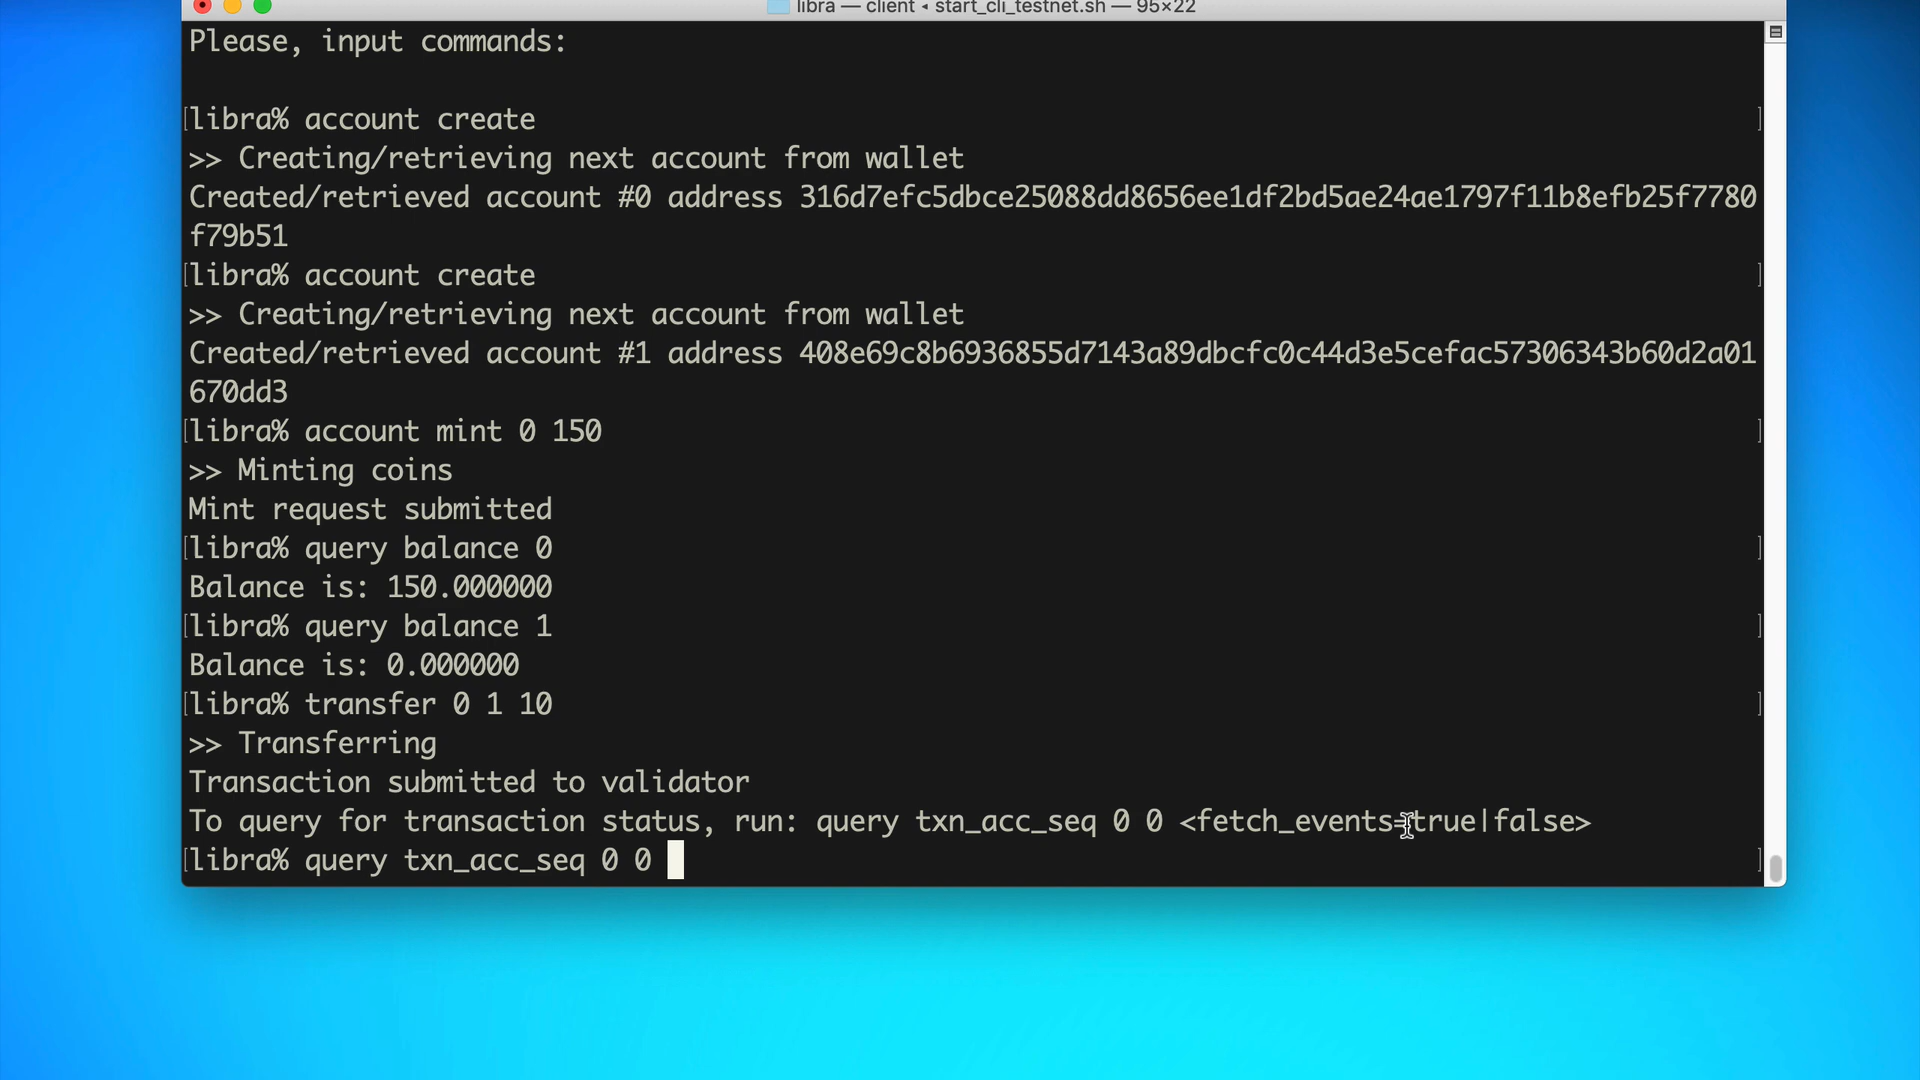 libra — client ◂ start_cli_testnet.sh — 95×22
Please, input commands:
libra% account create
>> Creating/retrieving next account from wallet
Created/retrieved account #0 address 316d7efc5dbce25088dd8656ee1df2bd5ae24ae1797f11b8efb25f7780
f79b51
libra% account create
>> Creating/retrieving next account from wallet
Created/retrieved account #1 address 408e69c8b6936855d7143a89dbcfc0c44d3e5cefac57306343b60d2a01
670dd3
libra% account mint 0 150
>> Minting coins
Mint request submitted
libra% query balance 0
Balance is: 150.000000
libra% query balance 1
Balance is: 0.000000
libra% transfer 0 1 10
>> Transferring
Transaction submitted to validator
To query for transaction status, run: query txn_acc_seq 0 0 <fetch_events=true|false>
libra% query txn_acc_seq 0 0